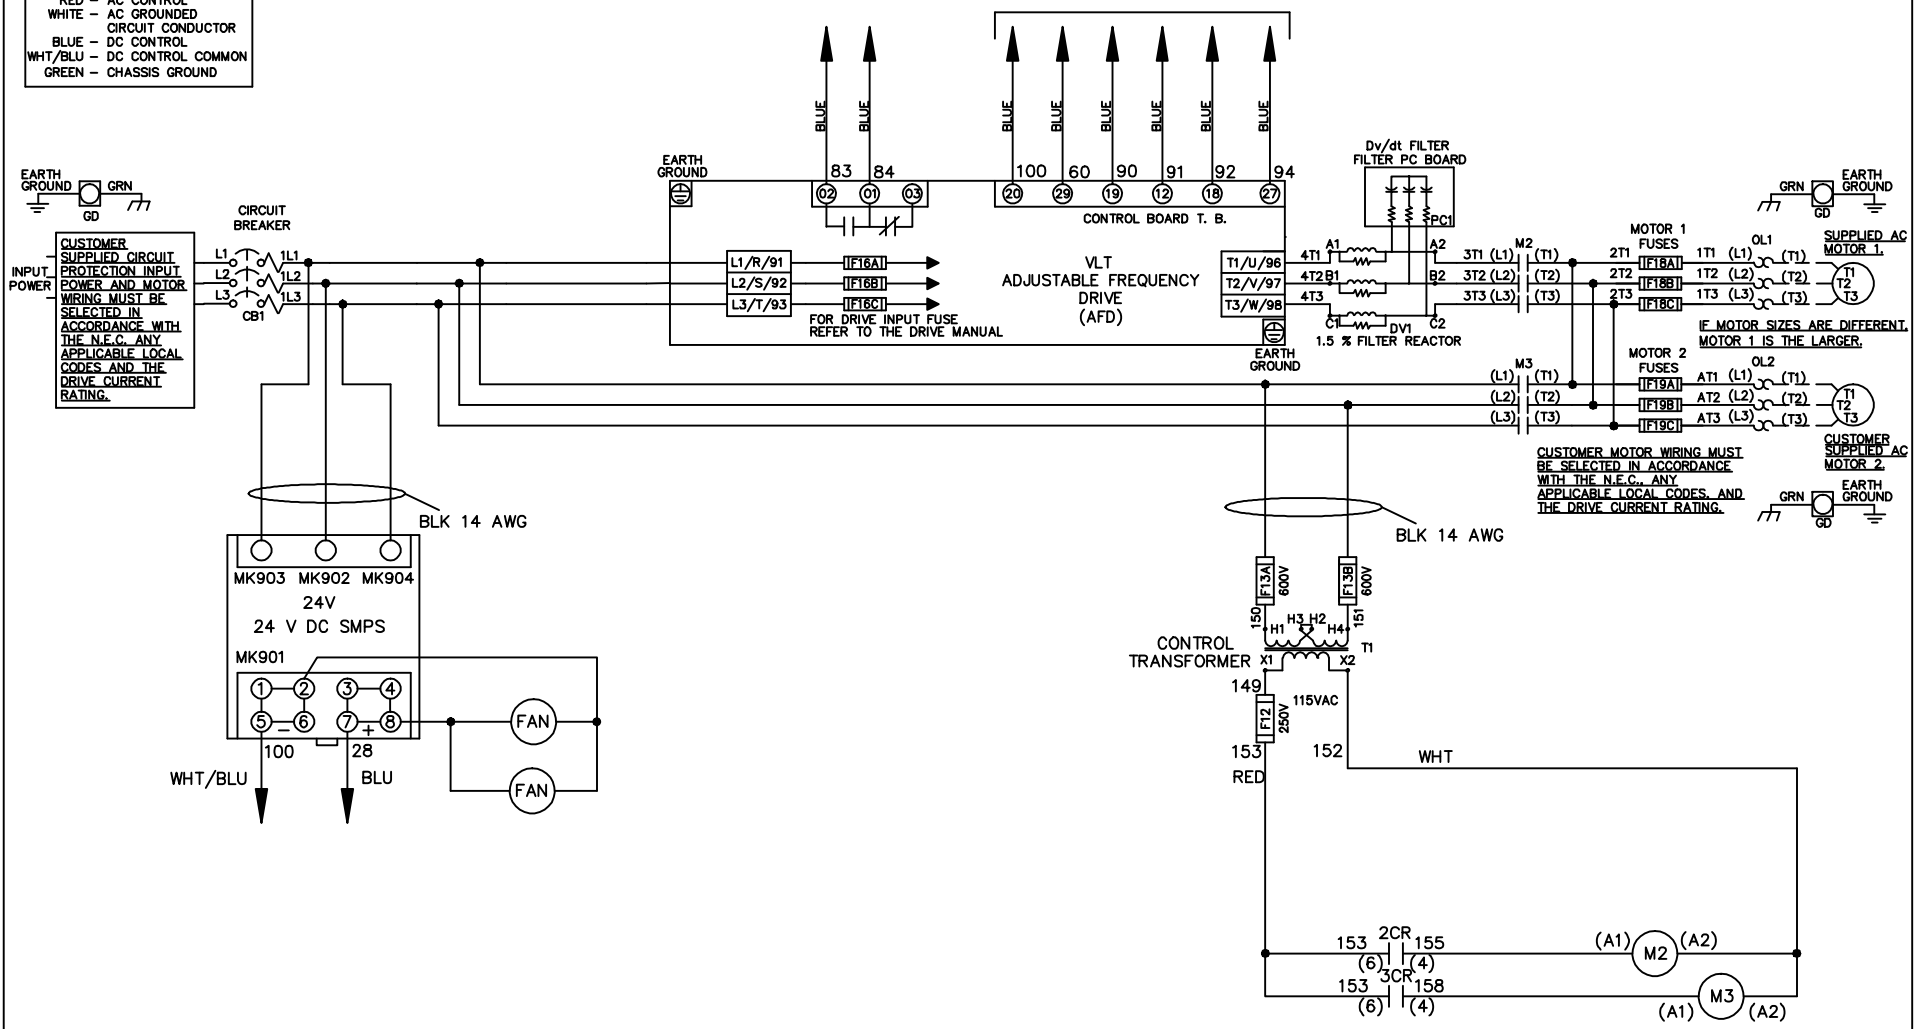 RED – AC CONTROL
WHITE – AC GROUNDED
CIRCUIT CONDUCTOR
BLUE – DC CONTROL
WHT/BLU – DC CONTROL COMMON
GREEN – CHASSIS GROUND
BLUE
BLUE
BLUE
BLUE
BLUE
BLUE
BLUE
BLUE
EARTH
GROUND
GRN
GD
CIRCUIT
BREAKER
INPUT
POWER
CUSTOMER
SUPPLIED CIRCUIT
PROTECTION INPUT
POWER AND MOTOR
WIRING MUST BE
SELECTED IN
ACCORDANCE WITH
THE N.E.C. ANY
APPLICABLE LOCAL
CODES AND THE
DRIVE CURRENT
RATING.
L1
1L1
L2
1L2
L3
1L3
CB1
EARTH
GROUND
83 84
02 01 03
100 60 90 91 92 94
20 29 19 12 18 27
CONTROL BOARD T. B.
L1/R/91
L2/S/92
L3/T/93
F16A
F16B
F16C
FOR DRIVE INPUT FUSE
REFER TO THE DRIVE MANUAL
VLT
ADJUSTABLE FREQUENCY
DRIVE
(AFD)
T1/U/96
T2/V/97
T3/W/98
EARTH
GROUND
Dv/dt FILTER
FILTER PC BOARD
PC1
4T1 A1 A2
4T2 B1 B2
4T3 C1 C2
DV1
1.5 % FILTER REACTOR
M2
3T1 (L1) (T1)
3T2 (L2) (T2)
3T3 (L3) (T3)
MOTOR 1
FUSES
2T1 F18A 1T1 (L1) (T1)
2T2 F18B 1T2 (L2) (T2)
2T3 F18C 1T3 (L3) (T3)
OL1
GRN
GD
EARTH
GROUND
SUPPLIED AC
MOTOR 1.
T1
T2
T3
IF MOTOR SIZES ARE DIFFERENT,
MOTOR 1 IS THE LARGER.
M3
(L1) (T1)
(L2) (T2)
(L3) (T3)
MOTOR 2
FUSES
F19A AT1 (L1) (T1)
F19B AT2 (L2) (T2)
F19C AT3 (L3) (T3)
OL2
T1
T2
T3
CUSTOMER
SUPPLIED AC
MOTOR 2.
CUSTOMER MOTOR WIRING MUST
BE SELECTED IN ACCORDANCE
WITH THE N.E.C., ANY
APPLICABLE LOCAL CODES, AND
THE DRIVE CURRENT RATING.
GRN
GD
EARTH
GROUND
BLK 14 AWG
MK903 MK902 MK904
24V
24 V DC SMPS
MK901
1 2 3 4
5 – 6 7 + 8
100 28
WHT/BLU
BLU
FAN
FAN
BLK 14 AWG
F13A
600V
F13B
600V
150
151
H1 H3 H2 H4
CONTROL
TRANSFORMER
T1
X1 X2
149
115VAC
F12
250V
153
152
RED
WHT
2CR
153 155
(6) (4)
(A1) M2 (A2)
3CR
153 158
(6) (4)
(A1) M3 (A2)